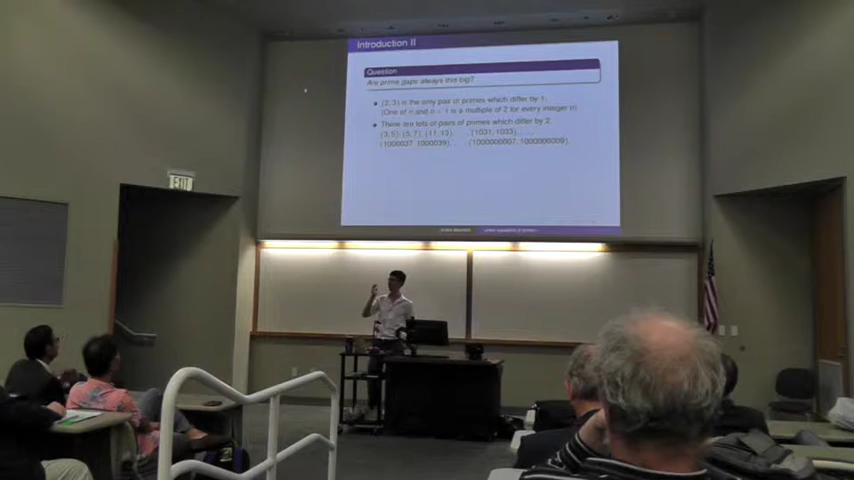 Introduction II
Question
Are prime gaps always this big?
(2, 3) is the only pair of primes which differ by 1.
(One of n and n + 1 is a multiple of 2 for every integer n)
There are lots of pairs of primes which differ by 2.
(3, 5), (5, 7), (11, 13), . . . , (1031, 1033), . . . ,
(1000037, 1000039), . . . , (1000000007, 1000000009),
EXIT